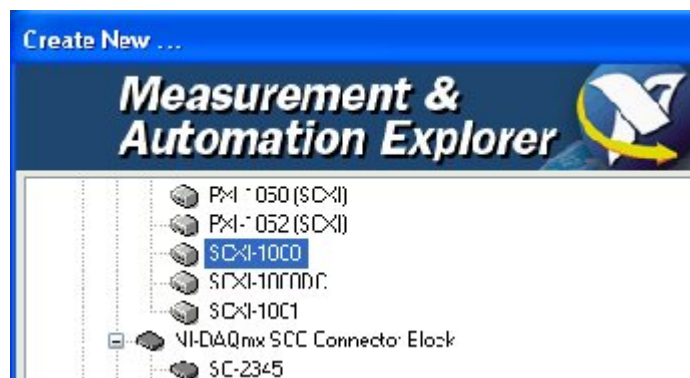 Create New ...
Measurement &
Automation Explorer
PXI-1050 (SCXI)
PXI-1052 (SCXI)
SCXI-1000
SCXI-1000DC
SCXI-1001
NI-DAQmx SCC Connector Block
SC-2345